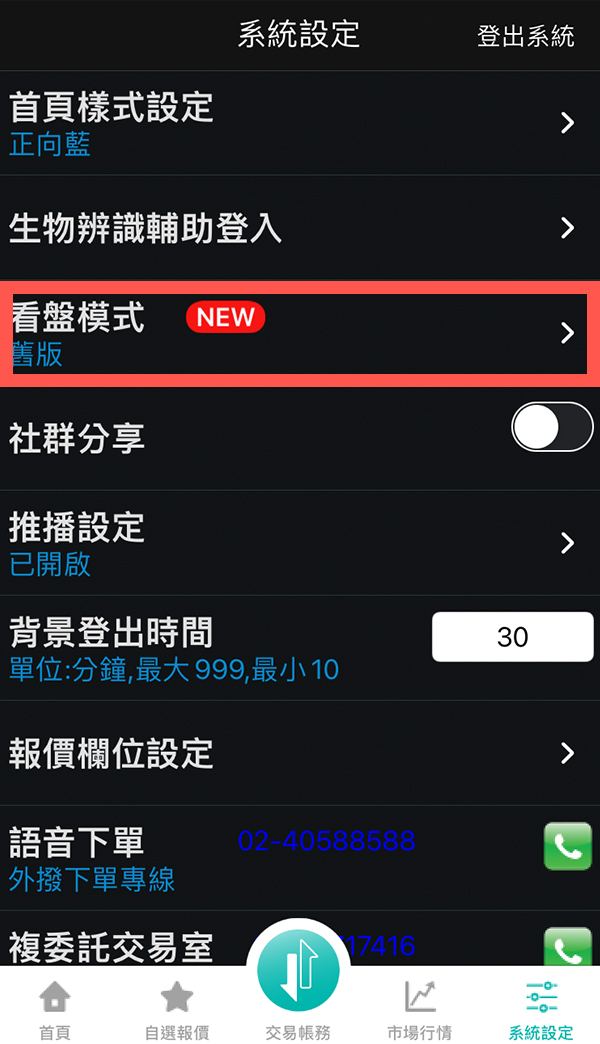 系統設定
登出系統
首頁樣式設定
正向藍
生物辨識輔助登入
看盤模式 NEW
舊版
社群分享
推播設定
已開啟
背景登出時間 30
單位:分鐘,最大999,最小10
報價欄位設定
語音下單 02-40588588
外撥下單專線
複委託交易室 717416
首頁 自選報價 交易帳務 市場行情 系統設定